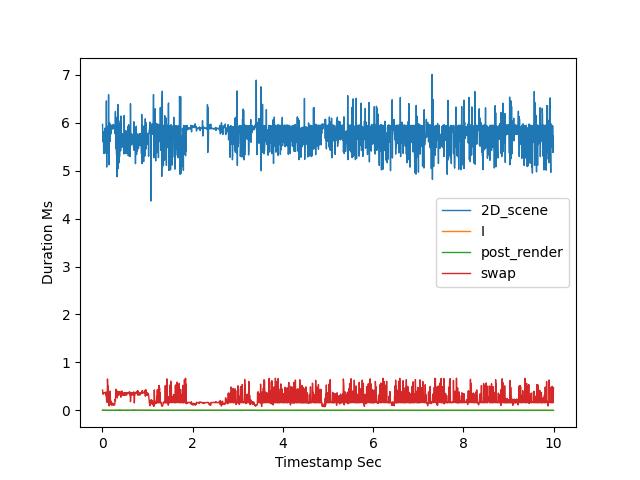 7
6
5
4
3
2
1
0
Duration Ms
2D_scene
I
post_render
swap
0 2 4 6 8 10
Timestamp Sec